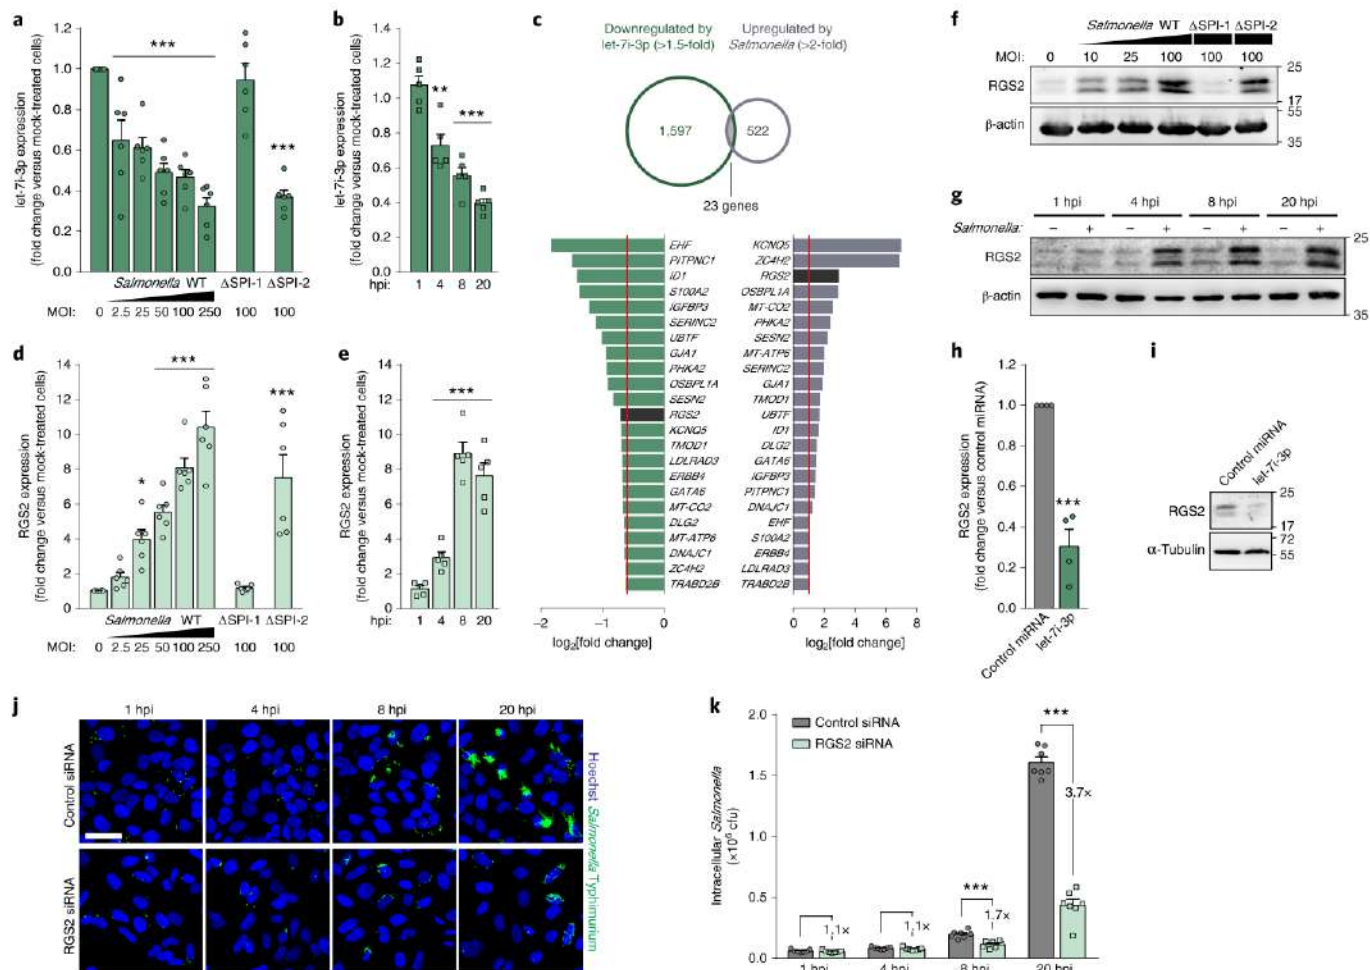 a
let-7i-3p expression
(fold change versus mock-treated cells)
1.2
1.0
0.8
0.6
0.4
0.2
0.0
***
***
Salmonella WT
ΔSPI-1
ΔSPI-2
MOI:
0
2.5
25
50
100
250
100
100
b
let-7i-3p expression
(fold change versus mock-treated cells)
1.4
1.2
1.0
0.8
0.6
0.4
0.2
0.0
**
***
hpi:
1
4
8
20
c
Downregulated by
let-7i-3p (>1.5-fold)
Upregulated by
Salmonella (>2-fold)
1,597
522
23 genes
EHF
PITPNC1
ID1
S100A2
IGFBP3
SERINC2
UBTF
GJA1
PHKA2
OSBPL1A
SESN2
RGS2
KCNQ5
TMOD1
LDLRAD3
ERBB4
GATA6
MT-CO2
DLG2
MT-ATP6
DNAJC1
ZC4H2
TRABD2B
−2
−1
0
log2[fold change]
KCNQ5
ZC4H2
RGS2
OSBPL1A
MT-CO2
PHKA2
SESN2
MT-ATP6
SERINC2
GJA1
TMOD1
UBTF
ID1
DLG2
GATA6
IGFBP3
PITPNC1
DNAJC1
EHF
S100A2
ERBB4
LDLRAD3
TRABD2B
0
2
4
6
8
log2[fold change]
d
RGS2 expression
(fold change versus mock-treated cells)
14
12
10
8
6
4
2
0
*
***
***
Salmonella WT
ΔSPI-1
ΔSPI-2
MOI:
0
2.5
25
50
100
250
100
100
e
RGS2 expression
(fold change versus mock-treated cells)
14
12
10
8
6
4
2
0
***
hpi:
1
4
8
20
f
Salmonella WT
ΔSPI-1
ΔSPI-2
MOI:
0
10
25
100
100
100
RGS2
25
17
β-actin
55
35
g
1 hpi
4 hpi
8 hpi
20 hpi
Salmonella:
−
+
−
+
−
+
−
+
RGS2
25
β-actin
35
h
RGS2 expression
(fold change versus control miRNA)
1.2
1.0
0.8
0.6
0.4
0.2
0.0
***
Control miRNA
let-7i-3p
i
Control miRNA
let-7i-3p
RGS2
25
17
α-Tubulin
72
55
j
1 hpi
4 hpi
8 hpi
20 hpi
Control siRNA
RGS2 siRNA
Hoechst Salmonella Typhimurium
k
Intracellular Salmonella
(×10⁶ cfu)
2.0
1.5
1.0
0.5
0.0
Control siRNA
RGS2 siRNA
1.1×
1.1×
***
1.7×
***
3.7×
1 hpi
4 hpi
8 hpi
20 hpi